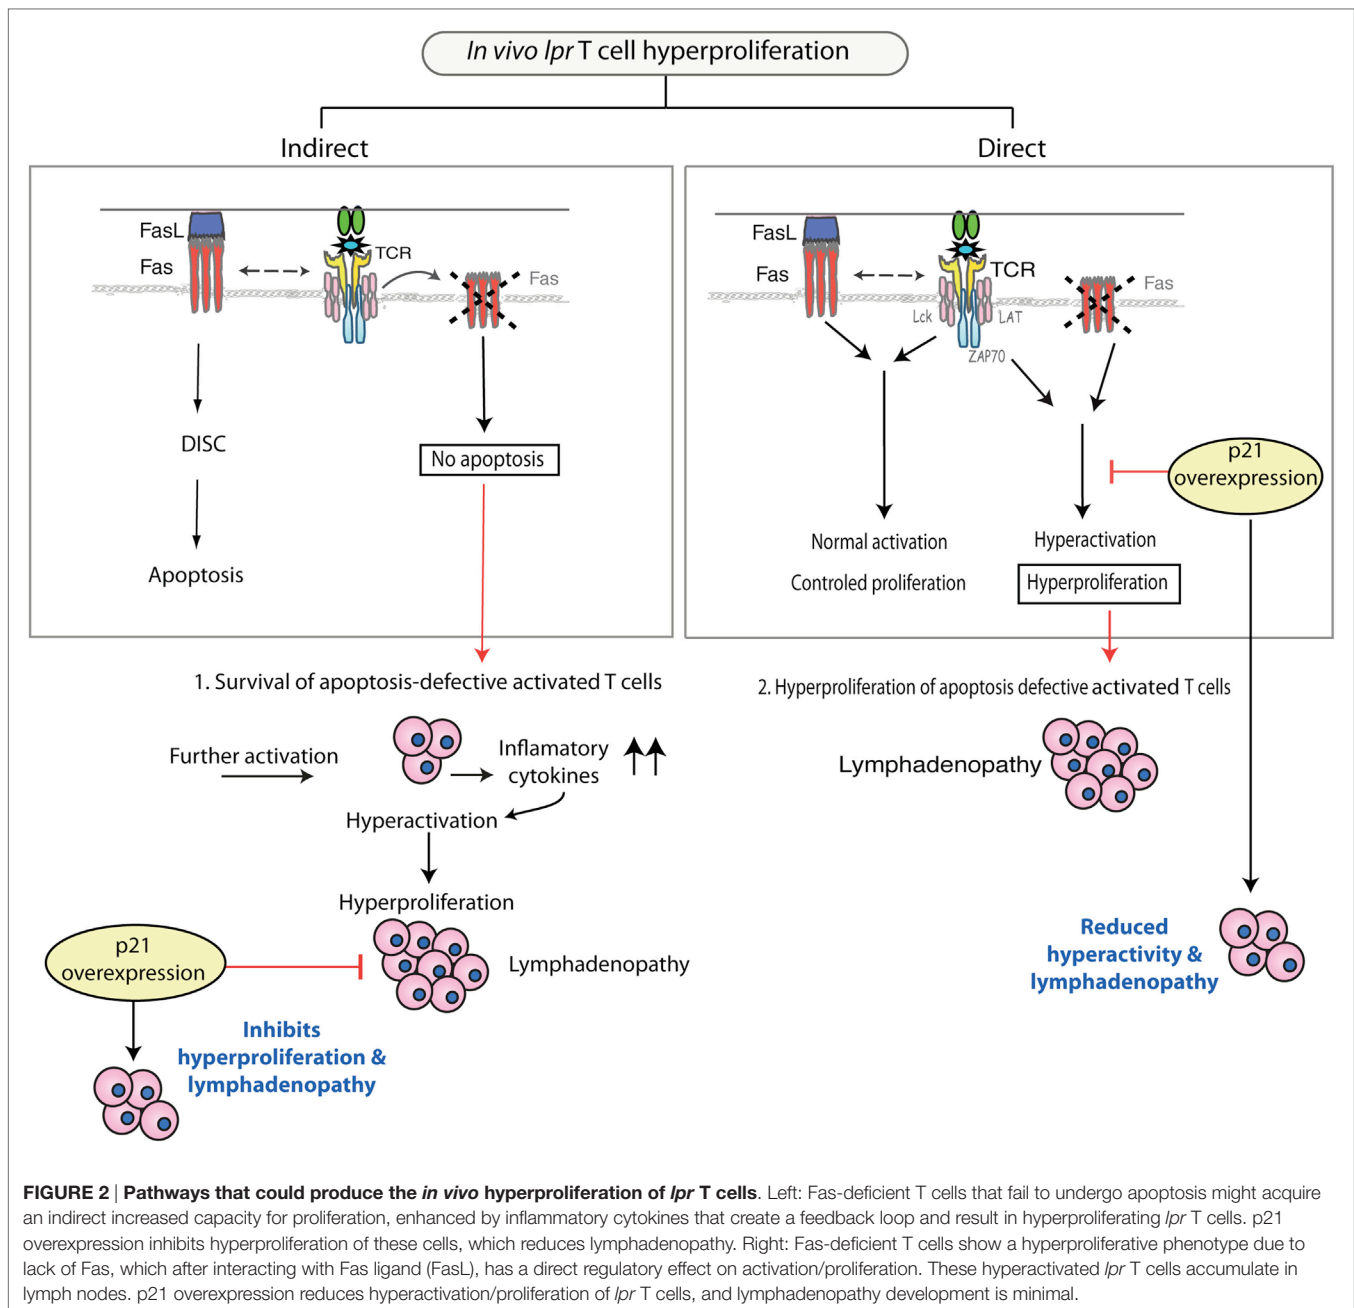 In vivo lpr T cell hyperproliferation
Indirect
Direct
FasL
Fas
TCR
Fas
DISC
No apoptosis
Apoptosis
FasL
Fas
TCR
Fas
Lck
LAT
ZAP70
p21
overexpression
Normal activation
Controled proliferation
Hyperactivation
Hyperproliferation
1. Survival of apoptosis-defective activated T cells
Further activation
Inflamatory
cytokines
Hyperactivation
Hyperproliferation
Lymphadenopathy
p21
overexpression
Inhibits
hyperproliferation &
lymphadenopathy
2. Hyperproliferation of apoptosis defective activated T cells
Lymphadenopathy
Reduced
hyperactivity &
lymphadenopathy
FIGURE 2 | Pathways that could produce the in vivo hyperproliferation of lpr T cells. Left: Fas-deficient T cells that fail to undergo apoptosis might acquire
an indirect increased capacity for proliferation, enhanced by inflammatory cytokines that create a feedback loop and result in hyperproliferating lpr T cells. p21
overexpression inhibits hyperproliferation of these cells, which reduces lymphadenopathy. Right: Fas-deficient T cells show a hyperproliferative phenotype due to
lack of Fas, which after interacting with Fas ligand (FasL), has a direct regulatory effect on activation/proliferation. These hyperactivated lpr T cells accumulate in
lymph nodes. p21 overexpression reduces hyperactivation/proliferation of lpr T cells, and lymphadenopathy development is minimal.